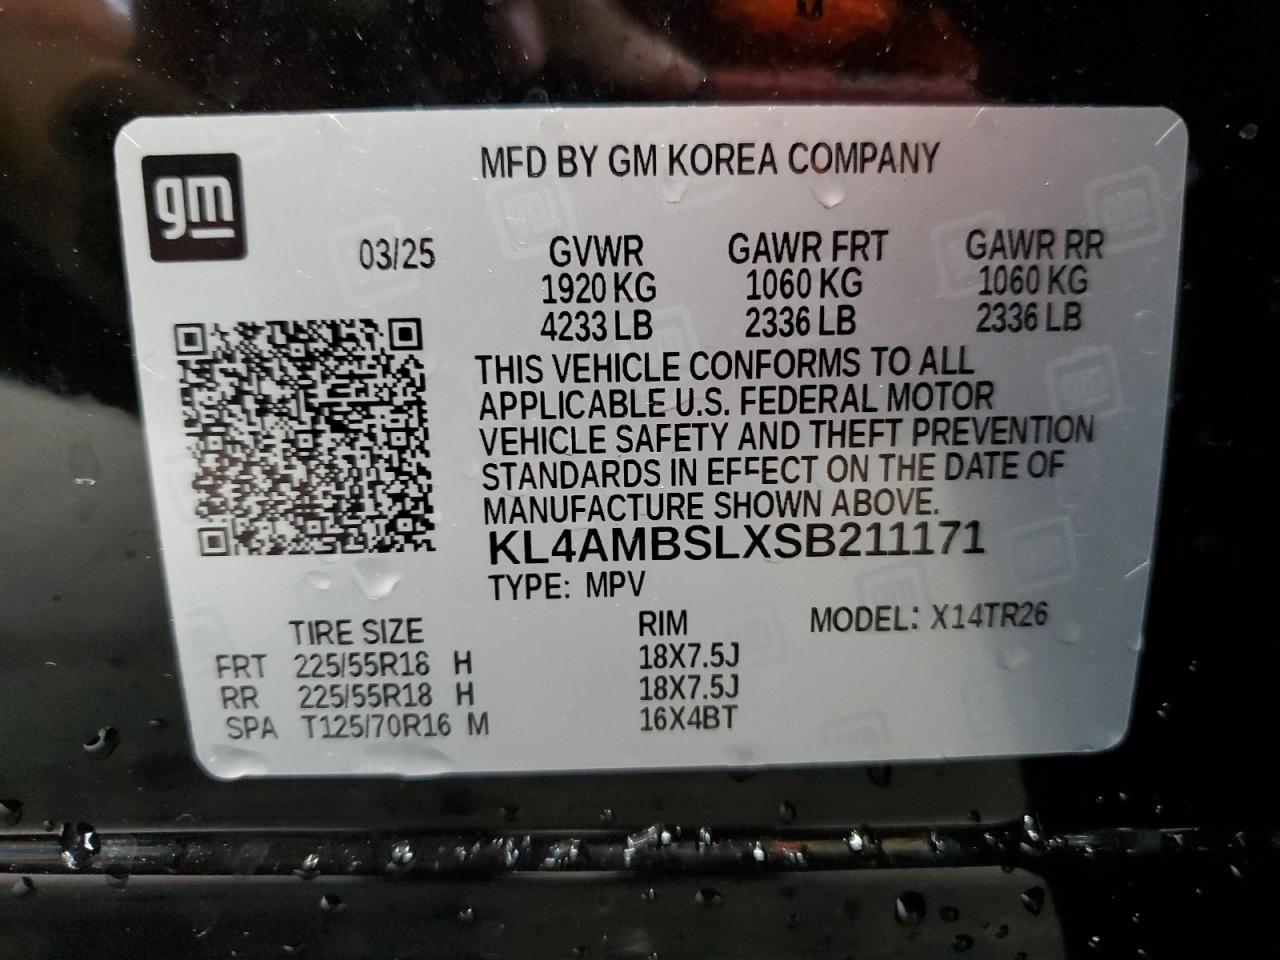 gm
MFD BY GM KOREA COMPANY
03/25 GVWR GAWR FRT GAWR RR
1920 KG 1060 KG 1060 KG
4233 LB 2336 LB 2336 LB
THIS VEHICLE CONFORMS TO ALL
APPLICABLE U.S. FEDERAL MOTOR
VEHICLE SAFETY AND THEFT PREVENTION
STANDARDS IN EFFECT ON THE DATE OF
MANUFACTURE SHOWN ABOVE.
KL4AMBSLXSB211171
TYPE: MPV
TIRE SIZE RIM MODEL: X14TR26
FRT 225/55R18 H 18X7.5J
RR 225/55R18 H 18X7.5J
SPA T125/70R16 M 16X4BT